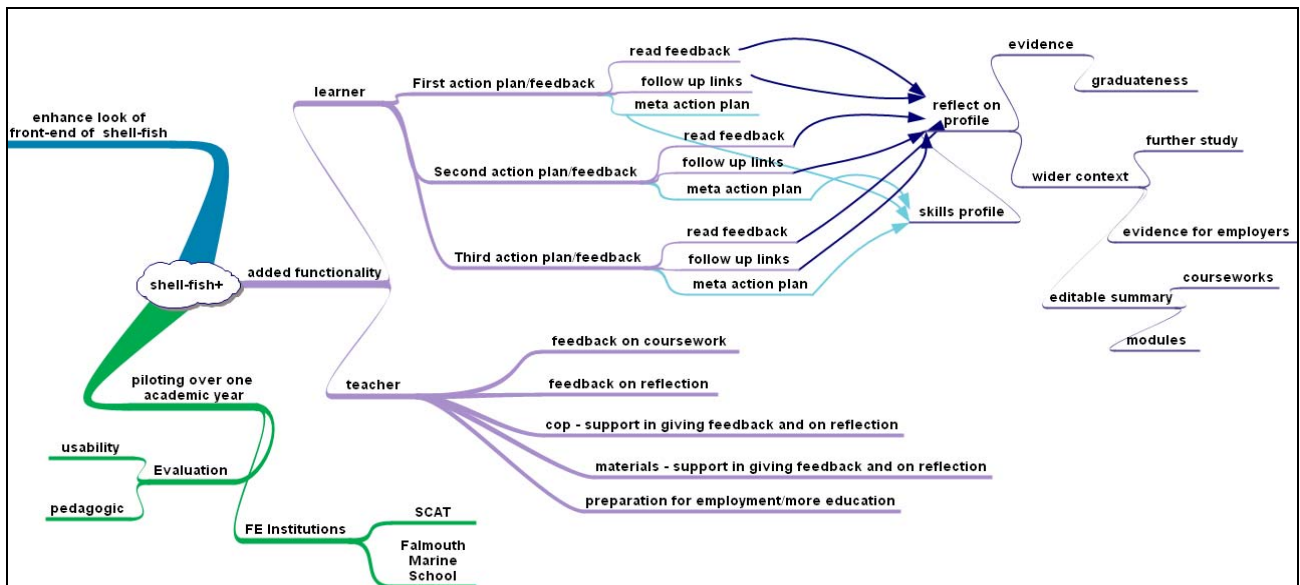 enhance look of
front-end of shell-fish
shell-fish+
added functionality
learner
First action plan/feedback
read feedback
follow up links
meta action plan
Second action plan/feedback
read feedback
follow up links
meta action plan
Third action plan/feedback
read feedback
follow up links
meta action plan
reflect on
profile
skills profile
evidence
graduateness
wider context
further study
evidence for employers
editable summary
courseworks
modules
teacher
feedback on coursework
feedback on reflection
cop - support in giving feedback and on reflection
materials - support in giving feedback and on reflection
preparation for employment/more education
piloting over one
academic year
Evaluation
usability
pedagogic
FE Institutions
SCAT
Falmouth
Marine
School